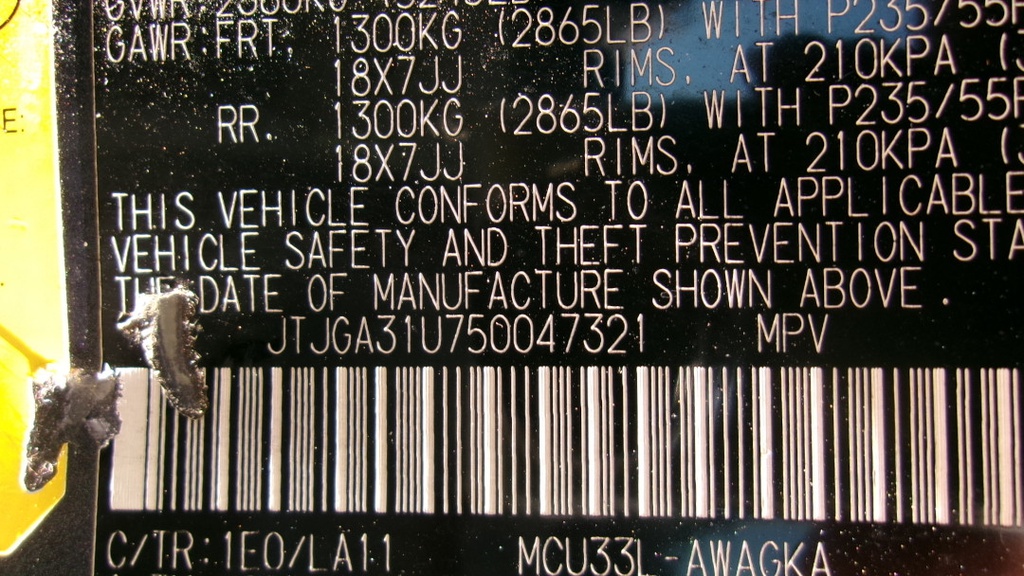 GAWR:FRT. 1300KG (2865LB) WITH P235/55R
18X7JJ RIMS, AT 210KPA
RR. 1300KG (2865LB) WITH P235/55R
18X7JJ RIMS, AT 210KPA
THIS VEHICLE CONFORMS TO ALL APPLICABLE
VEHICLE SAFETY AND THEFT PREVENTION STA
THE DATE OF MANUFACTURE SHOWN ABOVE.
JTJGA31U750047321 MPV
C/TR:1E0/LA11 MCU33L-AWAGKA
E: